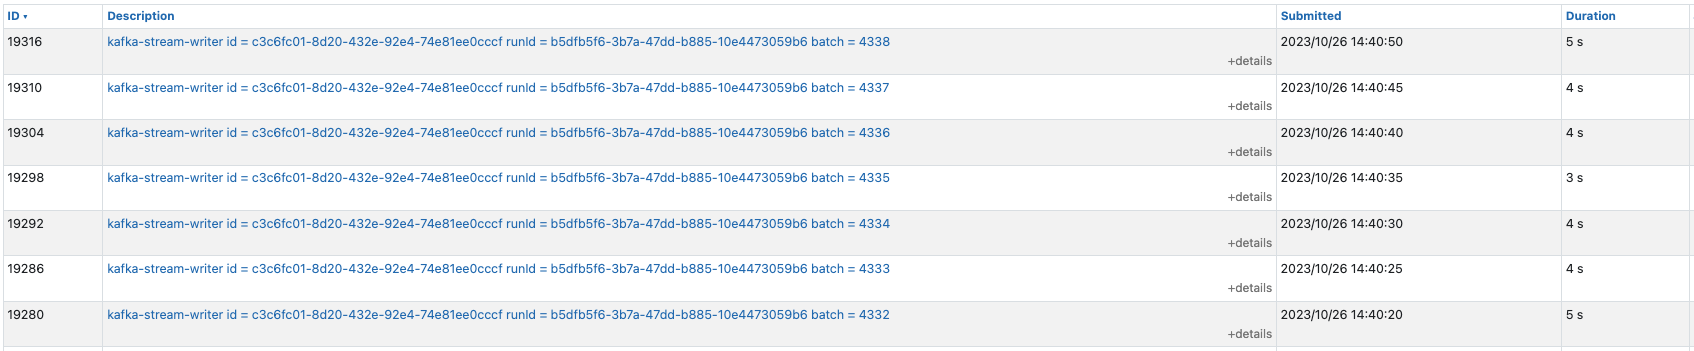 ID ▾ Description Submitted Duration
19316 kafka-stream-writer id = c3c6fc01-8d20-432e-92e4-74e81ee0cccf runId = b5dfb5f6-3b7a-47dd-b885-10e4473059b6 batch = 4338 2023/10/26 14:40:50 5 s
+details
19310 kafka-stream-writer id = c3c6fc01-8d20-432e-92e4-74e81ee0cccf runId = b5dfb5f6-3b7a-47dd-b885-10e4473059b6 batch = 4337 2023/10/26 14:40:45 4 s
+details
19304 kafka-stream-writer id = c3c6fc01-8d20-432e-92e4-74e81ee0cccf runId = b5dfb5f6-3b7a-47dd-b885-10e4473059b6 batch = 4336 2023/10/26 14:40:40 4 s
+details
19298 kafka-stream-writer id = c3c6fc01-8d20-432e-92e4-74e81ee0cccf runId = b5dfb5f6-3b7a-47dd-b885-10e4473059b6 batch = 4335 2023/10/26 14:40:35 3 s
+details
19292 kafka-stream-writer id = c3c6fc01-8d20-432e-92e4-74e81ee0cccf runId = b5dfb5f6-3b7a-47dd-b885-10e4473059b6 batch = 4334 2023/10/26 14:40:30 4 s
+details
19286 kafka-stream-writer id = c3c6fc01-8d20-432e-92e4-74e81ee0cccf runId = b5dfb5f6-3b7a-47dd-b885-10e4473059b6 batch = 4333 2023/10/26 14:40:25 4 s
+details
19280 kafka-stream-writer id = c3c6fc01-8d20-432e-92e4-74e81ee0cccf runId = b5dfb5f6-3b7a-47dd-b885-10e4473059b6 batch = 4332 2023/10/26 14:40:20 5 s
+details